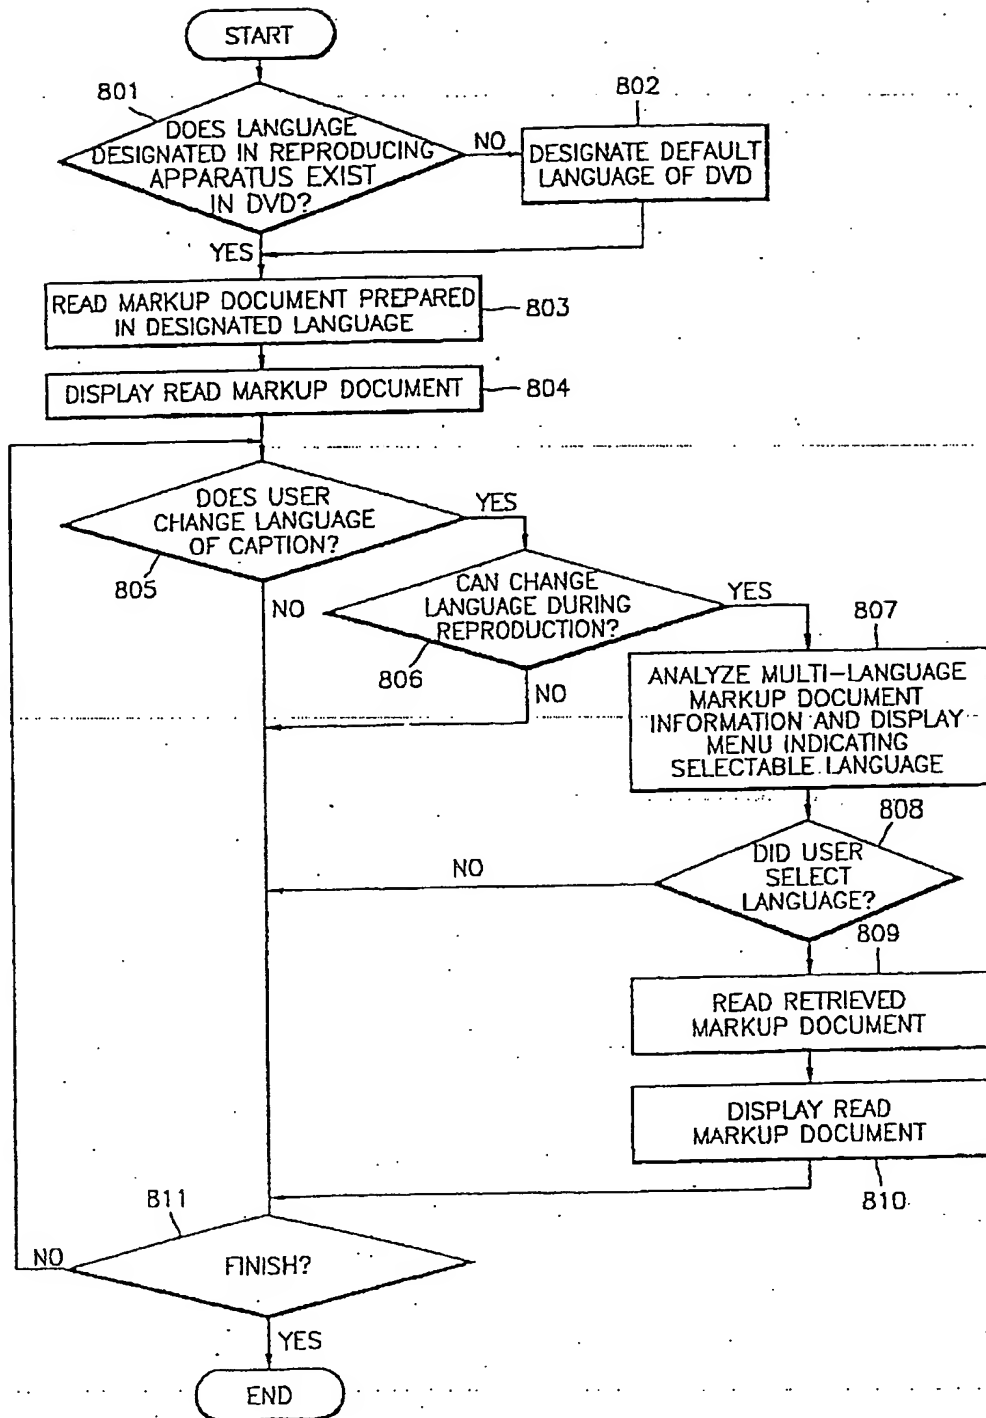 START
801
DOES LANGUAGE
DESIGNATED IN REPRODUCING
APPARATUS EXIST
IN DVD?
NO
802
DESIGNATE DEFAULT
LANGUAGE OF DVD
YES
READ MARKUP DOCUMENT PREPARED
IN DESIGNATED LANGUAGE
803
DISPLAY READ MARKUP DOCUMENT
804
DOES USER
CHANGE LANGUAGE
OF CAPTION?
805
YES
NO
CAN CHANGE
LANGUAGE DURING
REPRODUCTION?
806
YES
NO
807
ANALYZE MULTI-LANGUAGE
MARKUP DOCUMENT
INFORMATION AND DISPLAY
MENU INDICATING
SELECTABLE LANGUAGE
808
DID USER
SELECT
LANGUAGE?
NO
809
READ RETRIEVED
MARKUP DOCUMENT
DISPLAY READ
MARKUP DOCUMENT
810
811
FINISH?
NO
YES
END